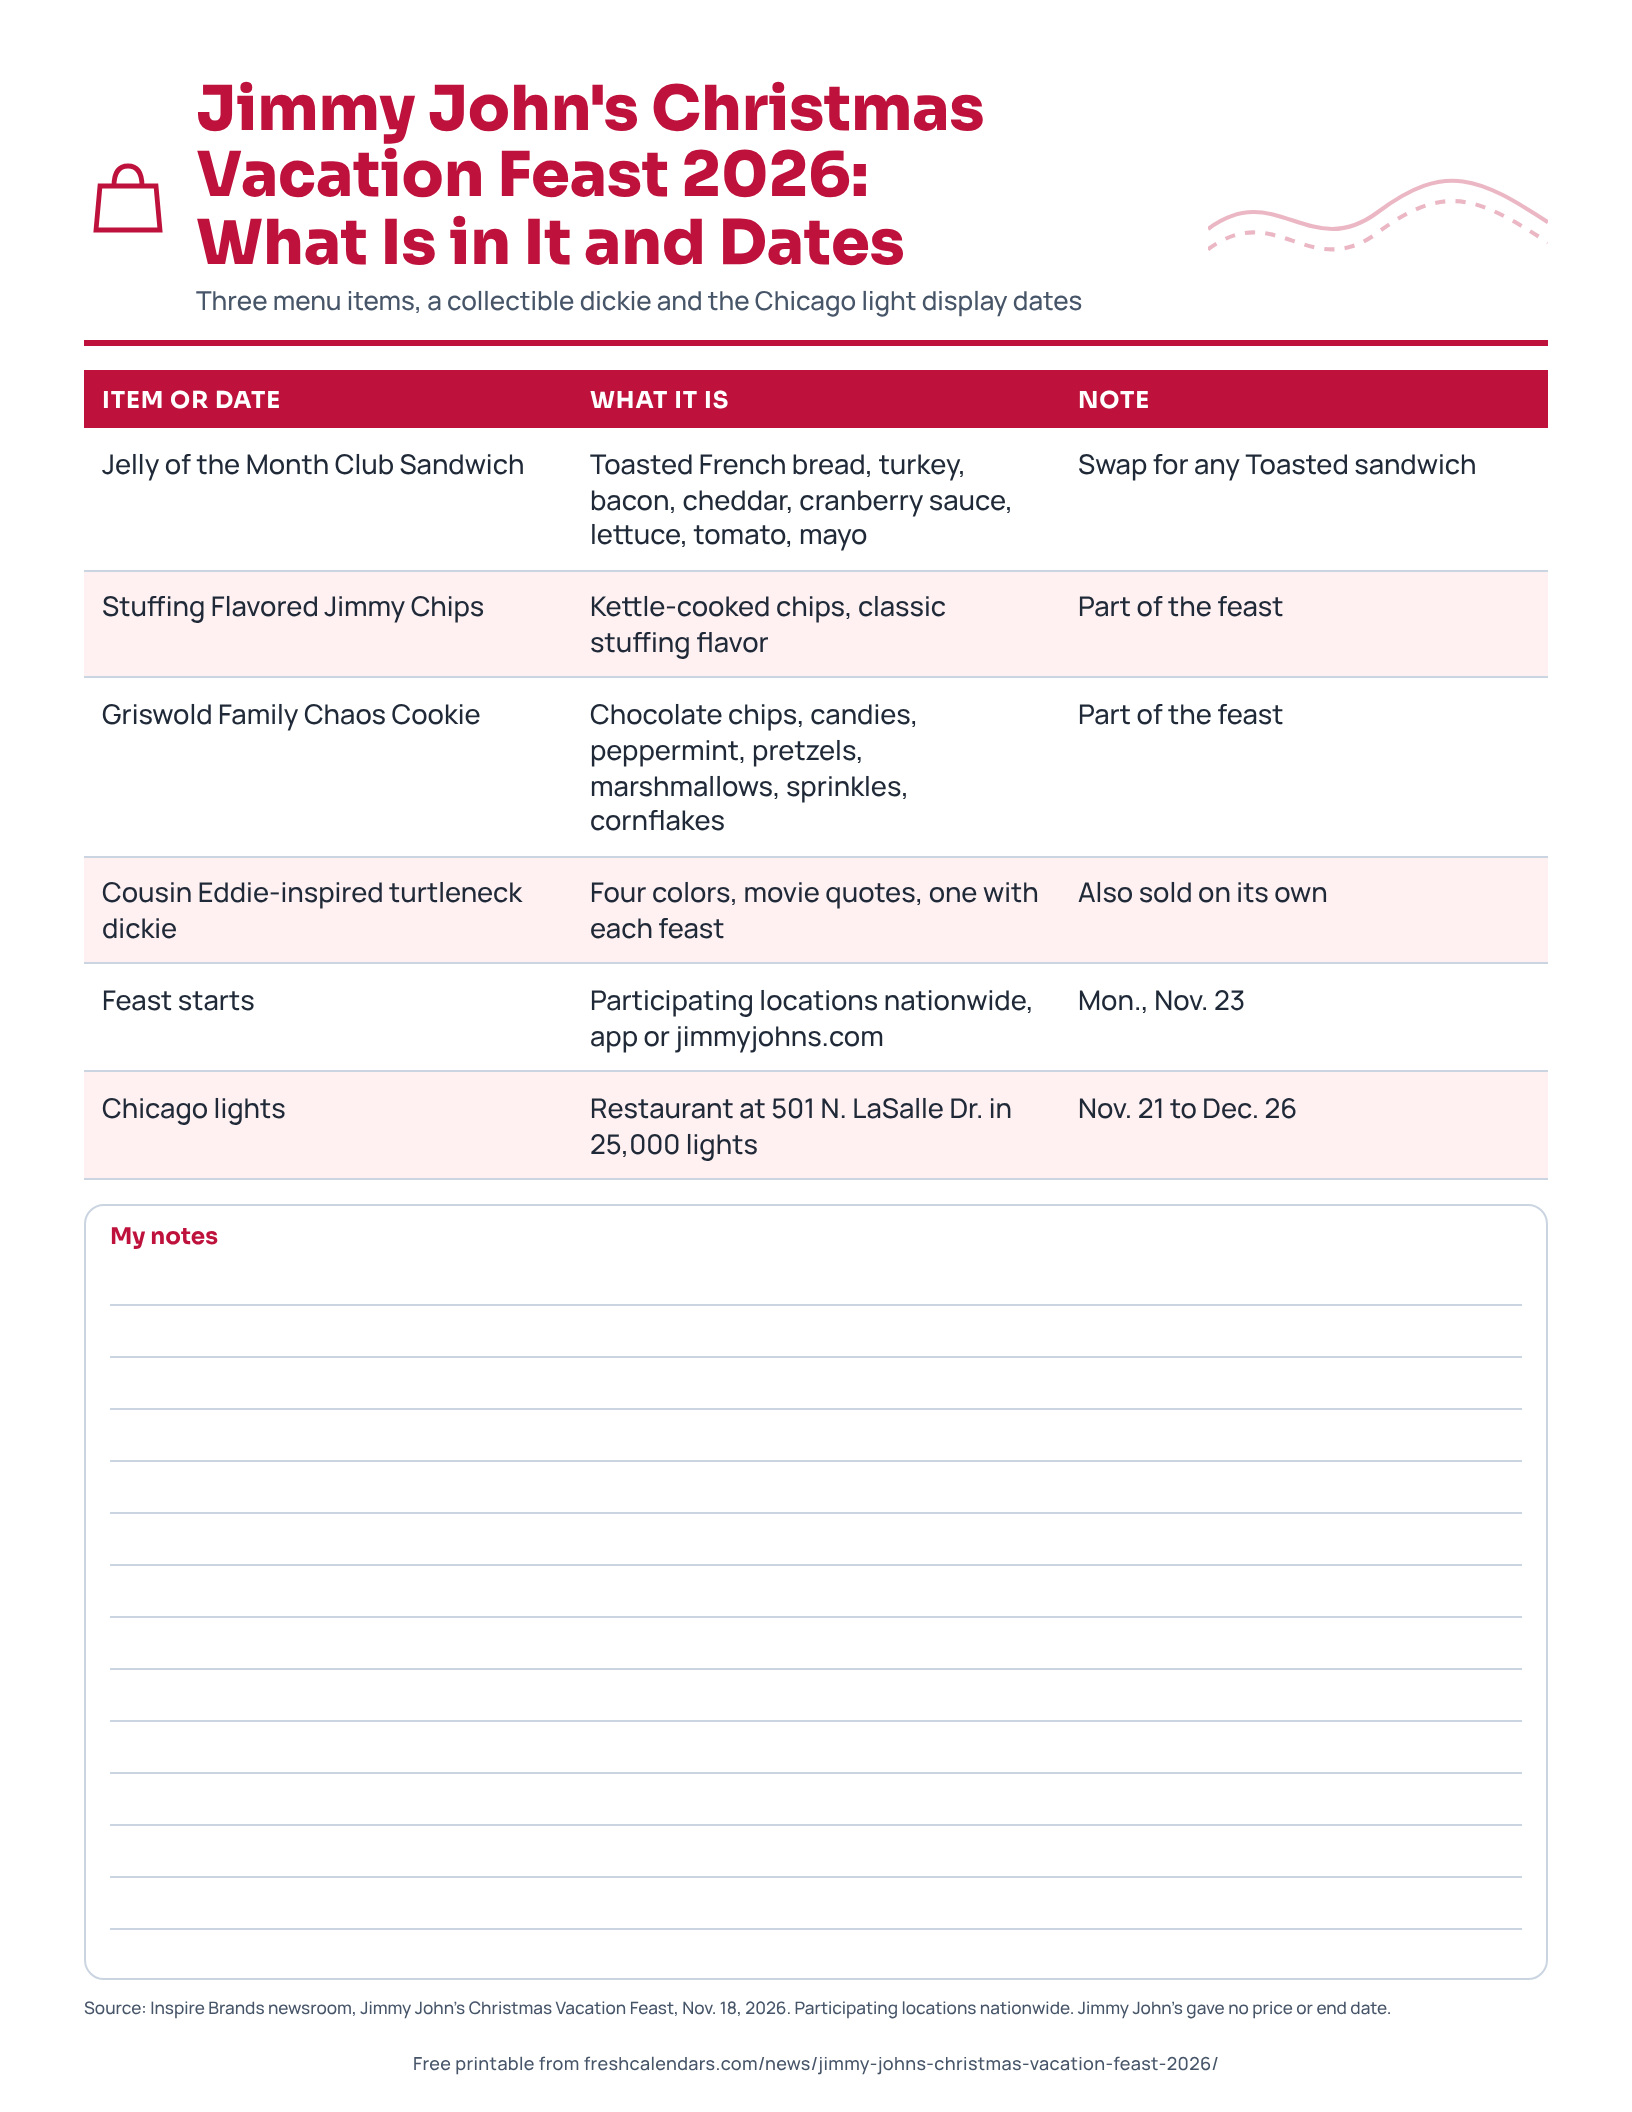 Jimmy John's Christmas
Vacation Feast 2026:
What Is in It and Dates
Three menu items, a collectible dickie and the Chicago light display dates
ITEM OR DATE
WHAT IT IS
NOTE
Jelly of the Month Club Sandwich
Toasted French bread, turkey,
bacon, cheddar, cranberry sauce,
lettuce, tomato, mayo
Swap for any Toasted sandwich
Stuffing Flavored Jimmy Chips
Kettle-cooked chips, classic
stuffing flavor
Part of the feast
Griswold Family Chaos Cookie
Chocolate chips, candies,
peppermint, pretzels,
marshmallows, sprinkles,
cornflakes
Part of the feast
Cousin Eddie-inspired turtleneck
dickie
Four colors, movie quotes, one with
each feast
Also sold on its own
Feast starts
Participating locations nationwide,
app or jimmyjohns.com
Mon., Nov. 23
Chicago lights
Restaurant at 501 N. LaSalle Dr. in
25,000 lights
Nov. 21 to Dec. 26
My notes
Source: Inspire Brands newsroom, Jimmy John's Christmas Vacation Feast, Nov. 18, 2026. Participating locations nationwide. Jimmy John's gave no price or end date.
Free printable from freshcalendars.com/news/jimmy-johns-christmas-vacation-feast-2026/